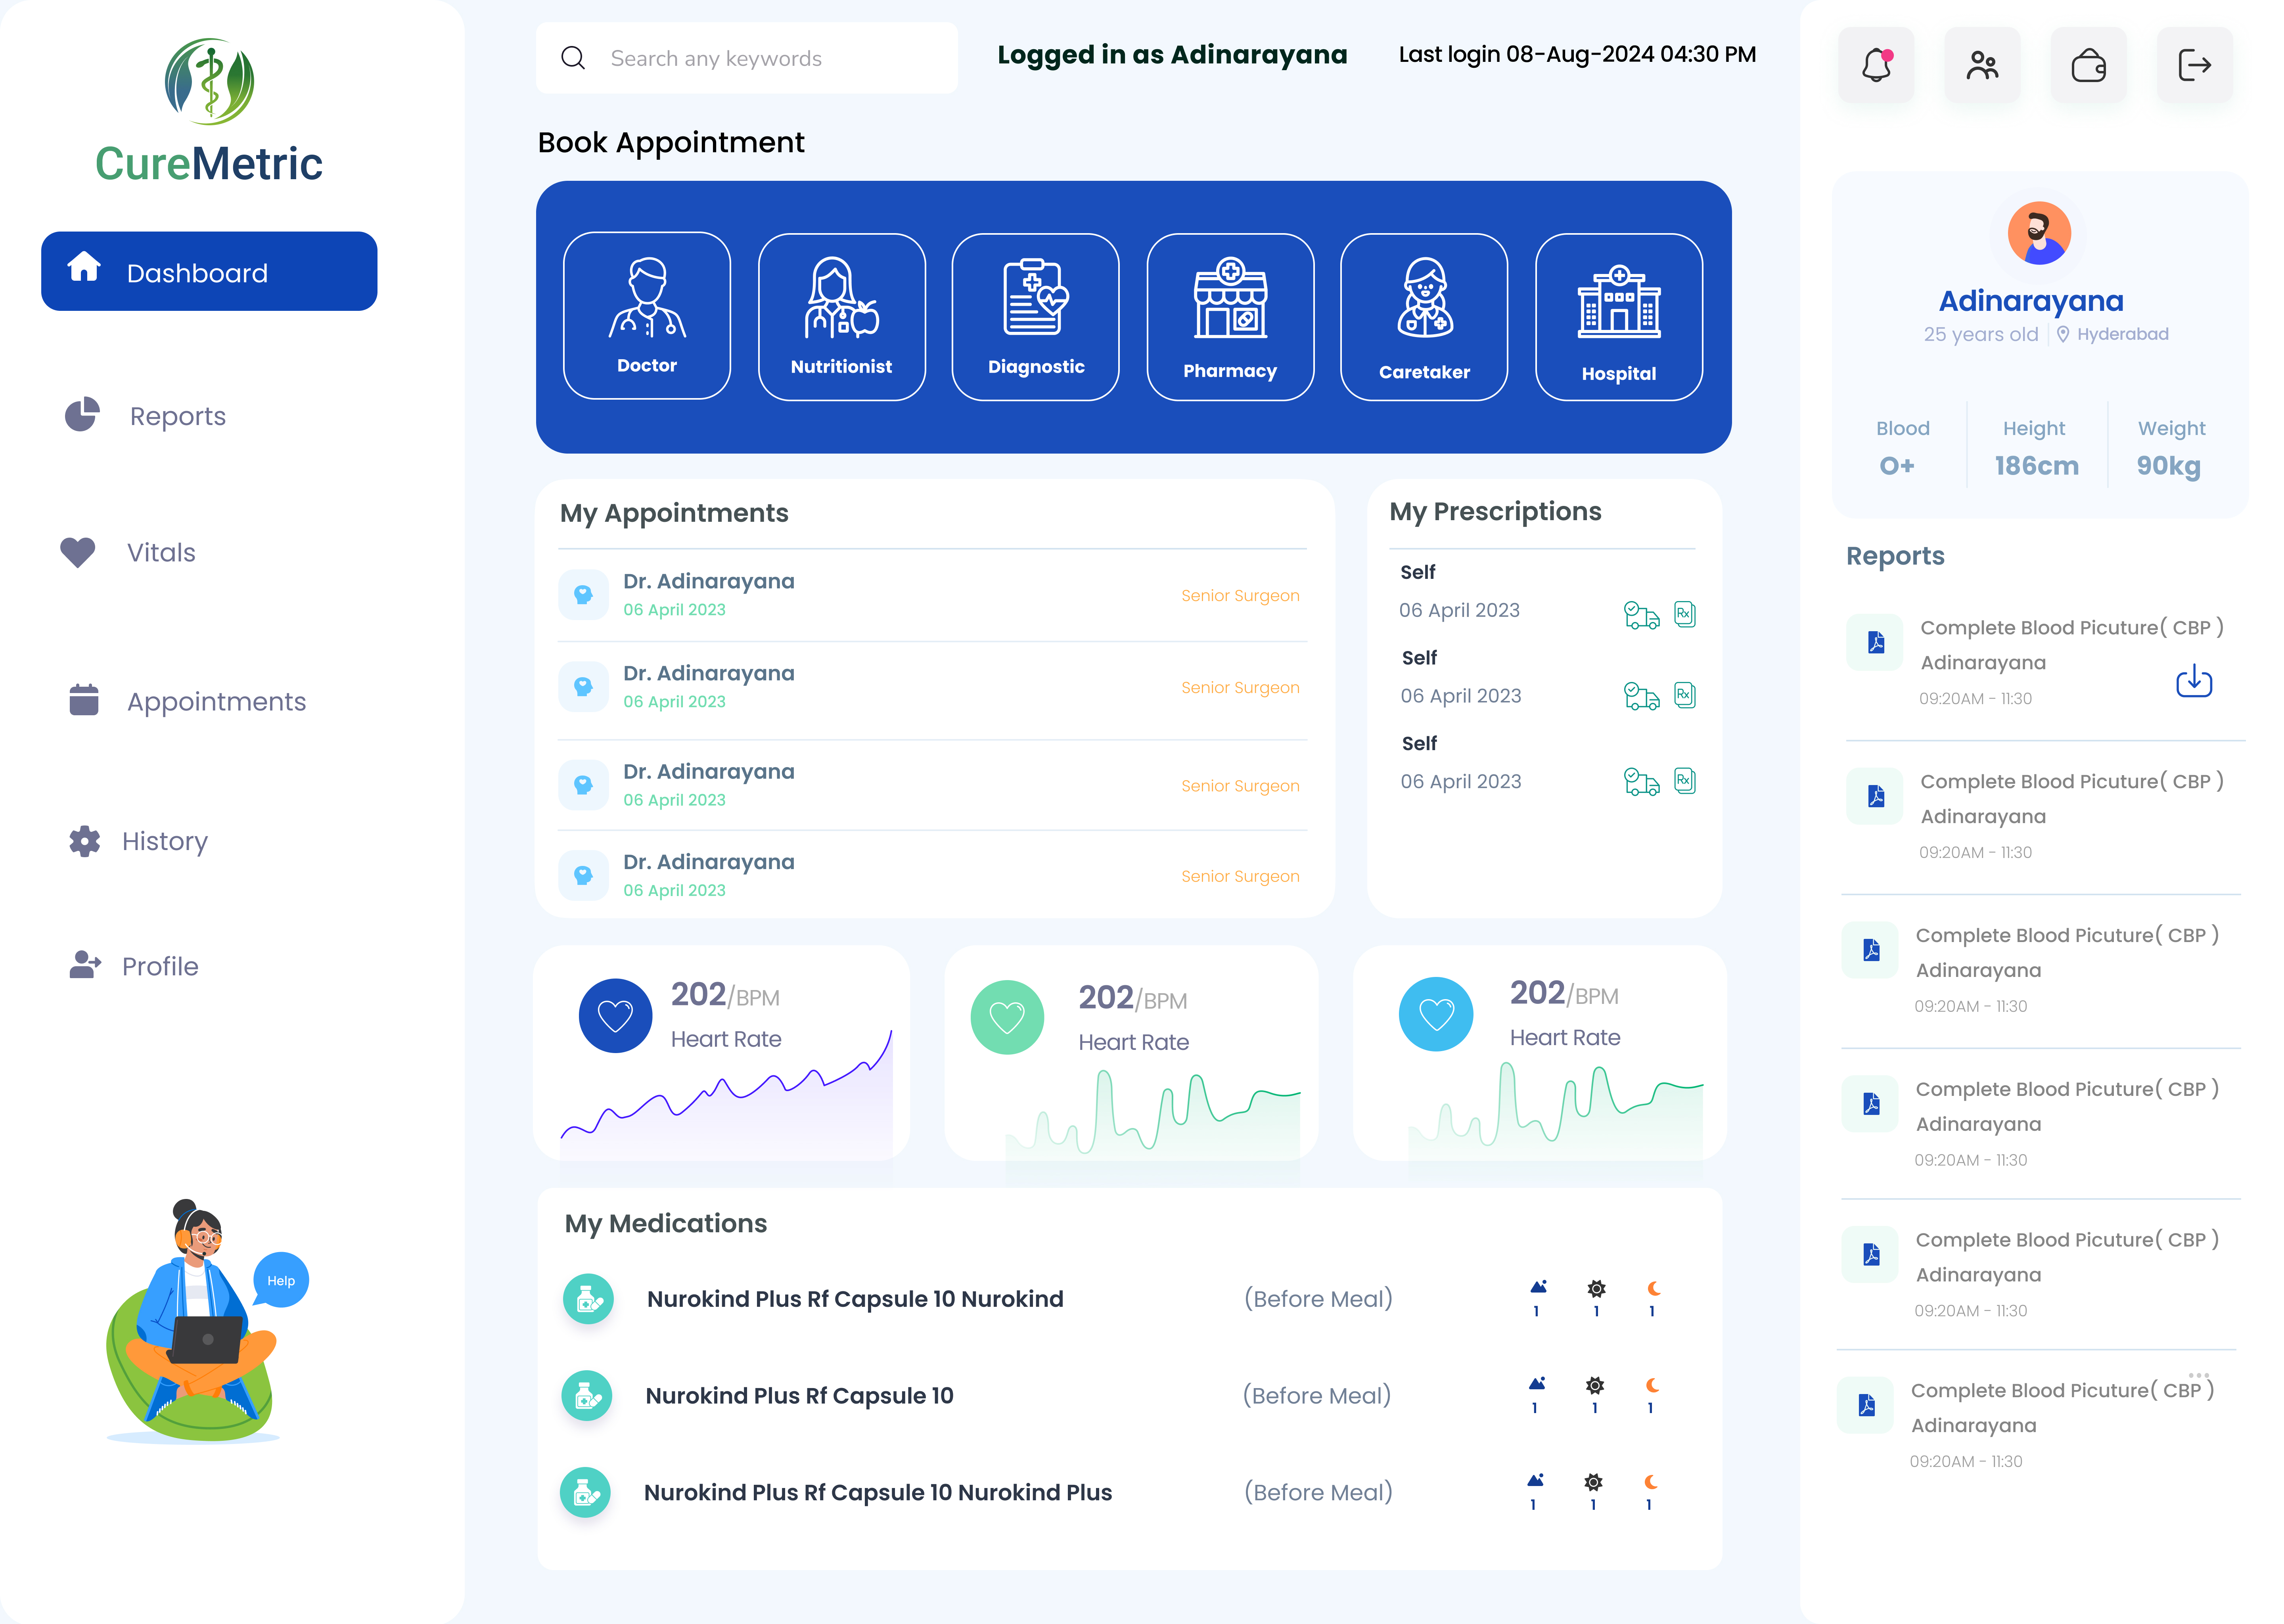 CureMetric
Dashboard
Reports
Vitals
Appointments
History
Profile
Help
Search any keywords
Logged in as Adinarayana
Last login 08-Aug-2024 04:30 PM
Book Appointment
Doctor
Nutritionist
Diagnostic
Pharmacy
Caretaker
Hospital
My Appointments
Dr. Adinarayana
06 April 2023
Senior Surgeon
Dr. Adinarayana
06 April 2023
Senior Surgeon
Dr. Adinarayana
06 April 2023
Senior Surgeon
Dr. Adinarayana
06 April 2023
Senior Surgeon
My Prescriptions
Self
06 April 2023
Rx
Self
06 April 2023
Rx
Self
06 April 2023
Rx
202/BPM
Heart Rate
202/BPM
Heart Rate
202/BPM
Heart Rate
My Medications
Nurokind Plus Rf Capsule 10 Nurokind
(Before Meal)
1 1 1
Nurokind Plus Rf Capsule 10
(Before Meal)
1 1 1
Nurokind Plus Rf Capsule 10 Nurokind Plus
(Before Meal)
1 1 1
Adinarayana
25 years old
Hyderabad
Blood Height Weight
O+ 186cm 90kg
Reports
Complete Blood Picuture( CBP )
Adinarayana
09:20AM - 11:30
Complete Blood Picuture( CBP )
Adinarayana
09:20AM - 11:30
Complete Blood Picuture( CBP )
Adinarayana
09:20AM - 11:30
Complete Blood Picuture( CBP )
Adinarayana
09:20AM - 11:30
Complete Blood Picuture( CBP )
Adinarayana
09:20AM - 11:30
Complete Blood Picuture( CBP )
Adinarayana
09:20AM - 11:30